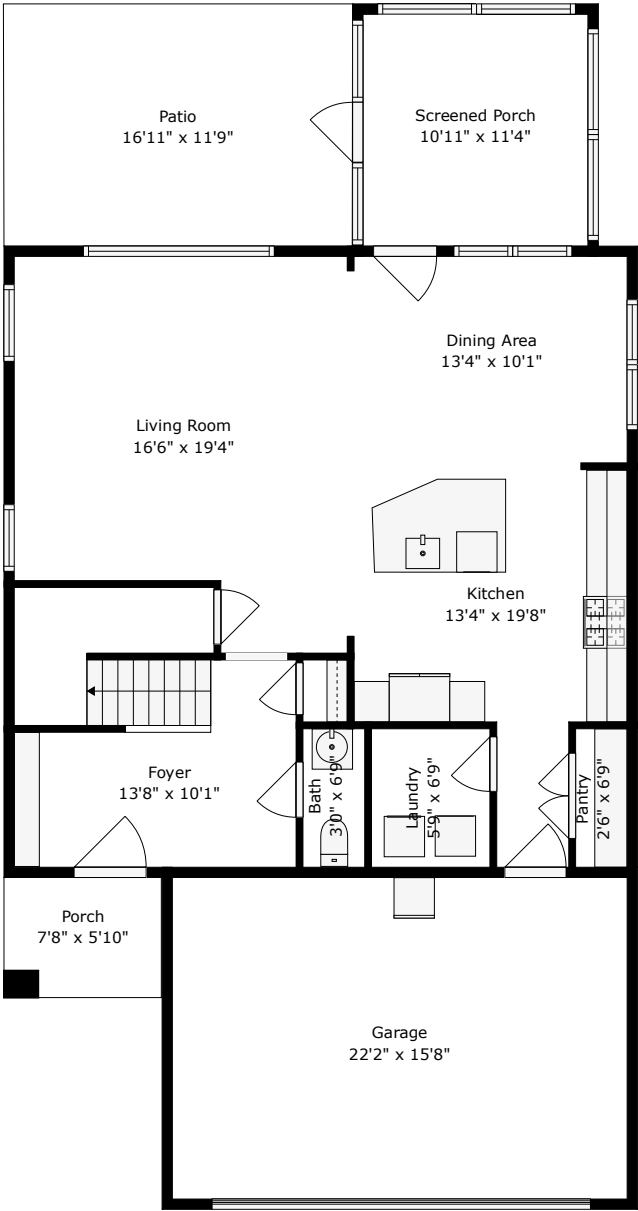 Patio
16'11" x 11'9"
Screened Porch
10'11" x 11'4"
Dining Area
13'4" x 10'1"
Living Room
16'6" x 19'4"
Kitchen
13'4" x 19'8"
Foyer
13'8" x 10'1"
Bath
3'0" x 6'9"
Laundry
5'9" x 6'9"
Pantry
2'6" x 6'9"
Porch
7'8" x 5'10"
Garage
22'2" x 15'8"